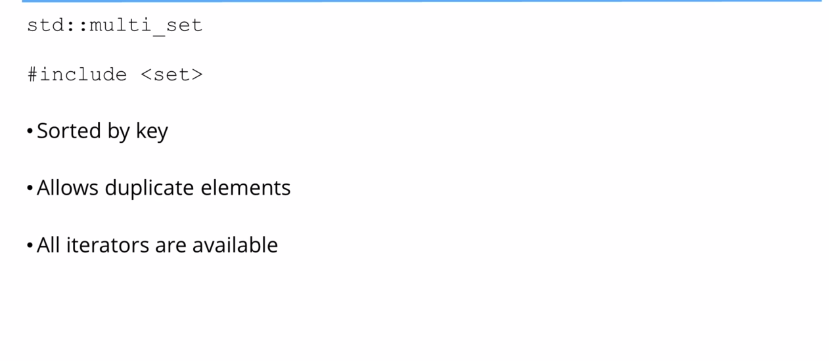 std::multi_set
#include <set>
•Sorted by key
•Allows duplicate elements
•All iterators are available